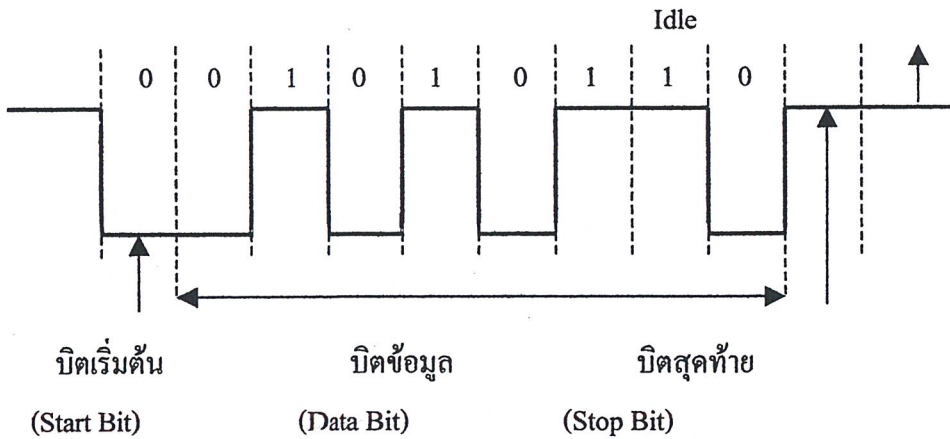 Idle
0 0 1 0 1 0 1 1 0
บิตเริ่มต้น บิตข้อมูล บิตสุดท้าย
(Start Bit) (Data Bit) (Stop Bit)